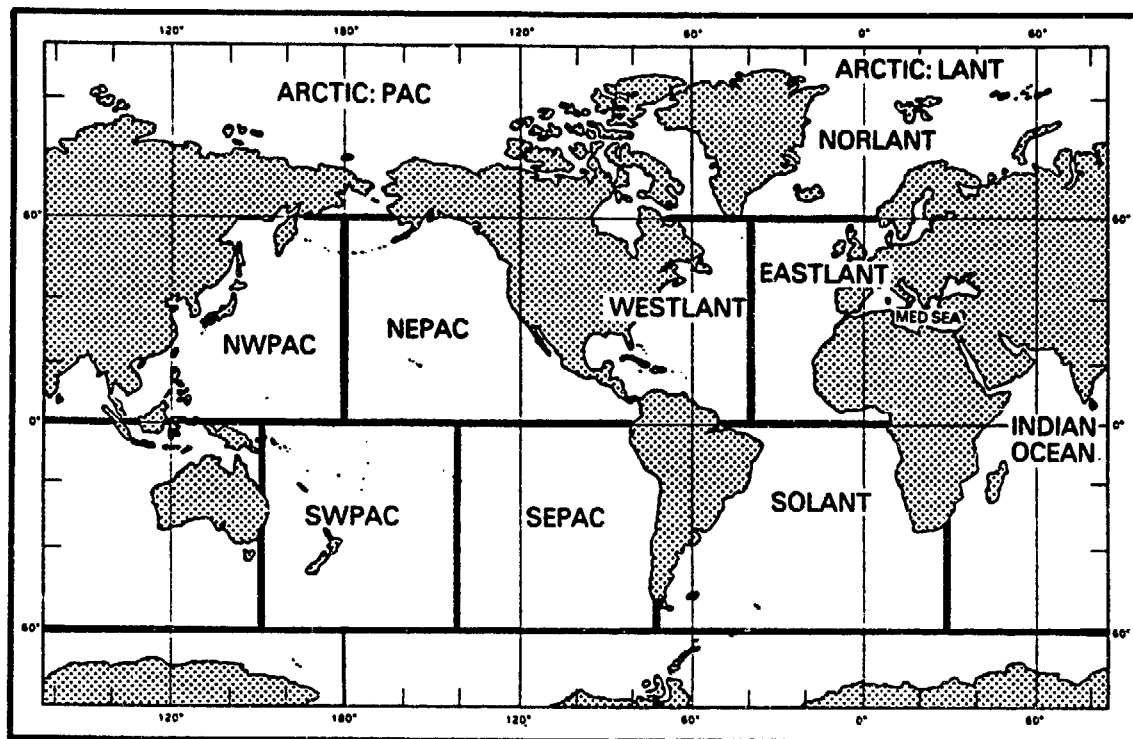 120° 180° 120° 60° 0° 60°
ARCTIC: PAC
ARCTIC: LANT
NORLANT
60° 60°
EASTLANT
WESTLANT
MED SEA
NWPAC
NEPAC
0° 0°
INDIAN
OCEAN
SWPAC
SEPAC
SOLANT
60° 60°
120° 180° 120° 60° 0° 60°